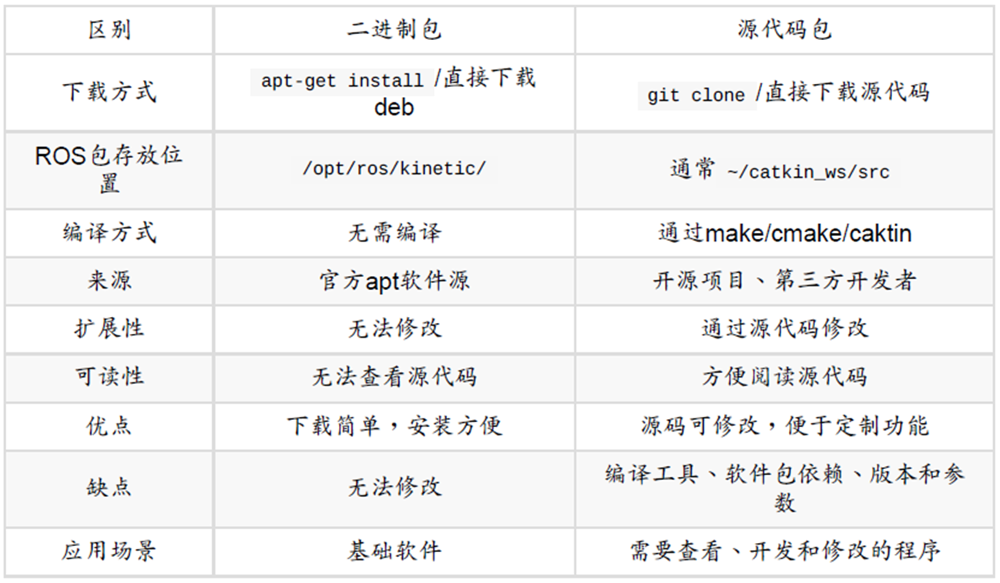 区别 二进制包 源代码包
下载方式 apt-get install /直接下载 deb git clone /直接下载源代码
ROS包存放位置 /opt/ros/kinetic/ 通常 ~/catkin_ws/src
编译方式 无需编译 通过make/cmake/caktin
来源 官方apt软件源 开源项目、第三方开发者
扩展性 无法修改 通过源代码修改
可读性 无法查看源代码 方便阅读源代码
优点 下载简单，安装方便 源码可修改，便于定制功能
缺点 无法修改 编译工具、软件包依赖、版本和参数
应用场景 基础软件 需要查看、开发和修改的程序